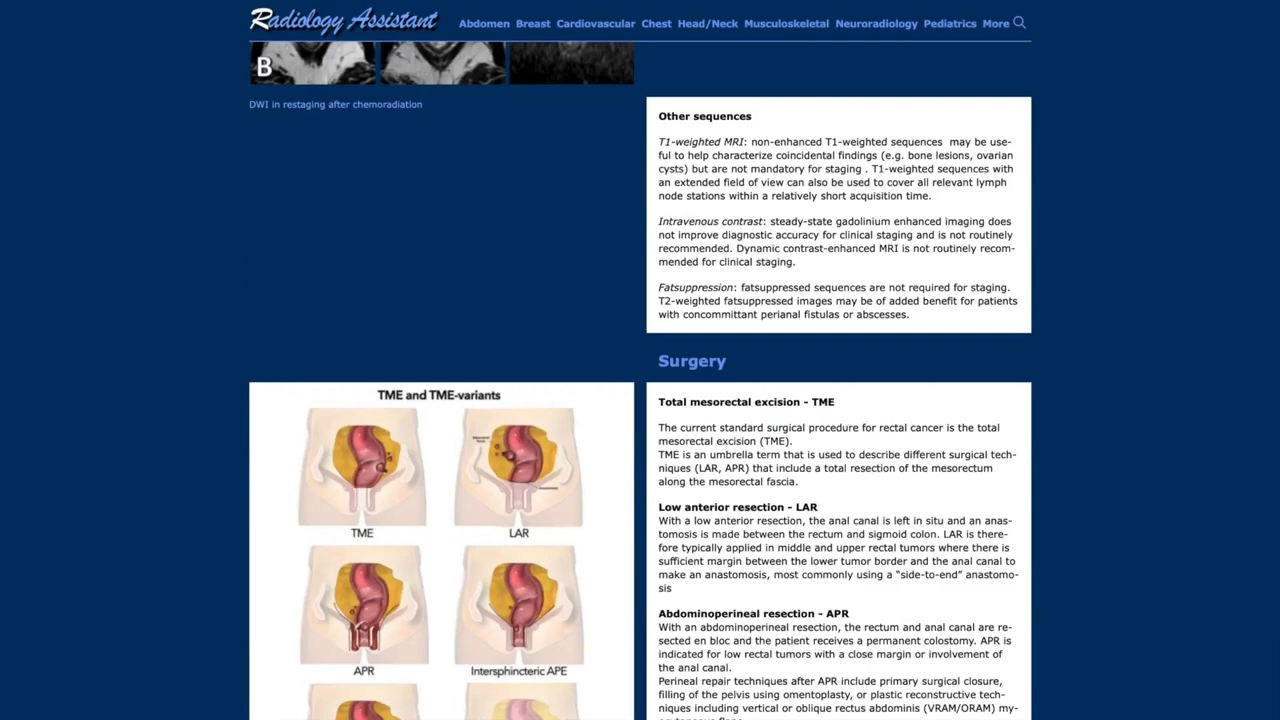 Radiology Assistant
Abdomen Breast Cardiovascular Chest Head/Neck Musculoskeletal Neuroradiology Pediatrics More
B
DWI in restaging after chemoradiation
Other sequences
T1-weighted MRI: non-enhanced T1-weighted sequences may be use-
ful to help characterize coincidental findings (e.g. bone lesions, ovarian
cysts) but are not mandatory for staging . T1-weighted sequences with
an extended field of view can also be used to cover all relevant lymph
node stations within a relatively short acquisition time.
Intravenous contrast: steady-state gadolinium enhanced imaging does
not improve diagnostic accuracy for clinical staging and is not routinely
recommended. Dynamic contrast-enhanced MRI is not routinely recom-
mended for clinical staging.
Fatsuppression: fatsuppressed sequences are not required for staging.
T2-weighted fatsuppressed images may be of added benefit for patients
with concommittant perianal fistulas or abscesses.
Surgery
TME and TME-variants
TME
LAR
APR
Intersphincteric APE
Total mesorectal excision - TME
The current standard surgical procedure for rectal cancer is the total
mesorectal excision (TME).
TME is an umbrella term that is used to describe different surgical tech-
niques (LAR, APR) that include a total resection of the mesorectum
along the mesorectal fascia.
Low anterior resection - LAR
With a low anterior resection, the anal canal is left in situ and an anas-
tomosis is made between the rectum and sigmoid colon. LAR is there-
fore typically applied in middle and upper rectal tumors where there is
sufficient margin between the lower tumor border and the anal canal to
make an anastomosis, most commonly using a “side-to-end” anastomo-
sis
Abdominoperineal resection - APR
With an abdominoperineal resection, the rectum and anal canal are re-
sected en bloc and the patient receives a permanent colostomy. APR is
indicated for low rectal tumors with a close margin or involvement of
the anal canal.
Perineal repair techniques after APR include primary surgical closure,
filling of the pelvis using omentoplasty, or plastic reconstructive tech-
niques including vertical or oblique rectus abdominis (VRAM/ORAM) my-